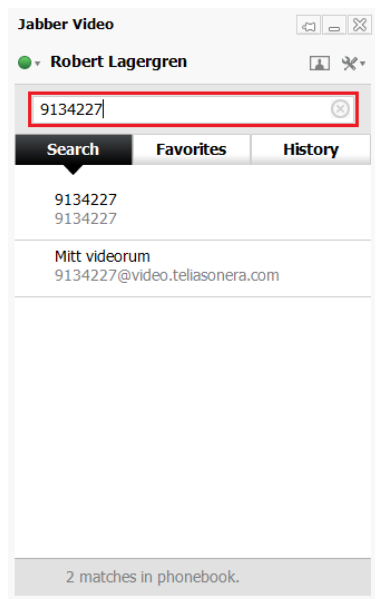 Jabber Video
Robert Lagergren
9134227
Search Favorites History
9134227
9134227
Mitt videorum
9134227@video.teliasonera.com
2 matches in phonebook.